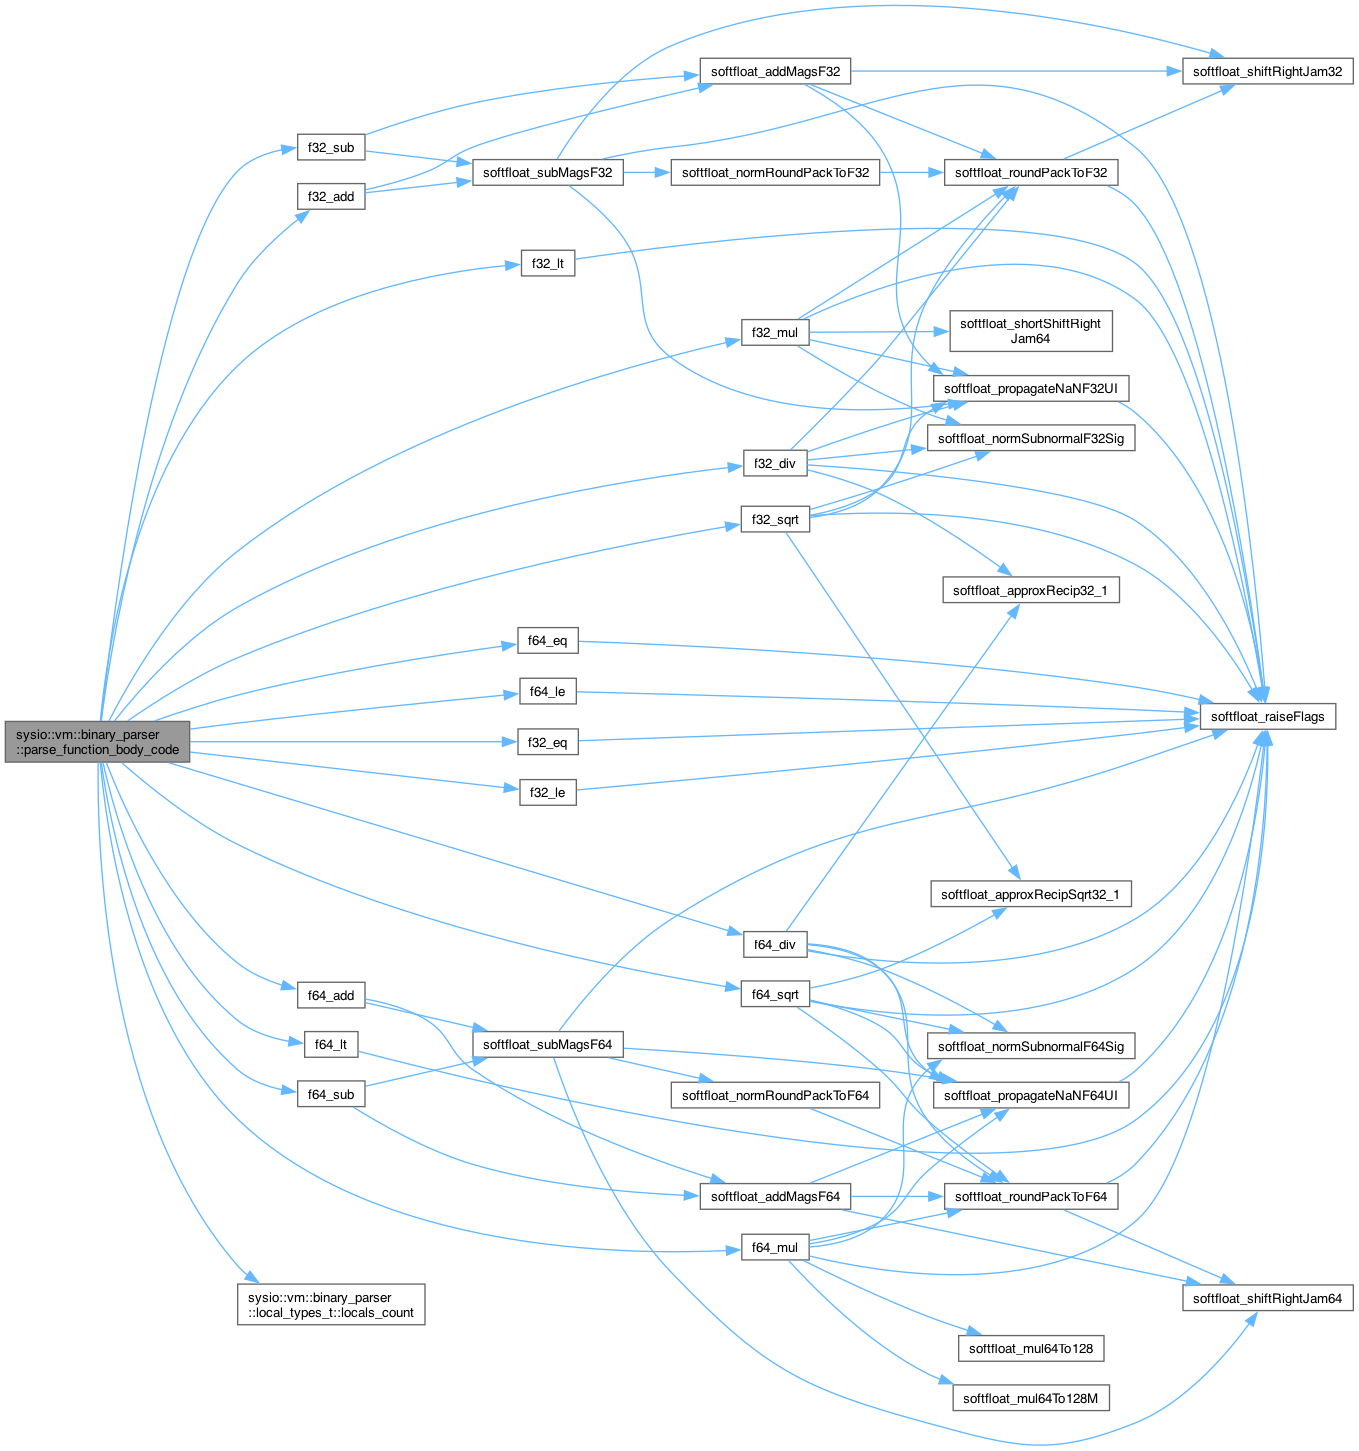 softfloat_addMagsF32
softfloat_shiftRightJam32
f32_sub
softfloat_subMagsF32
softfloat_normRoundPackToF32
softfloat_roundPackToF32
f32_add
f32_lt
f32_mul
softfloat_shortShiftRight
Jam64
softfloat_propagateNaNF32UI
softfloat_normSubnormalF32Sig
f32_div
f32_sqrt
softfloat_approxRecip32_1
f64_eq
f64_le
softfloat_raiseFlags
sysio::vm::binary_parser
::parse_function_body_code
f32_eq
f32_le
softfloat_approxRecipSqrt32_1
f64_div
f64_sqrt
f64_add
f64_lt
softfloat_subMagsF64
softfloat_normSubnormalF64Sig
f64_sub
softfloat_normRoundPackToF64
softfloat_propagateNaNF64UI
softfloat_addMagsF64
softfloat_roundPackToF64
f64_mul
sysio::vm::binary_parser
::local_types_t::locals_count
softfloat_shiftRightJam64
softfloat_mul64To128
softfloat_mul64To128M